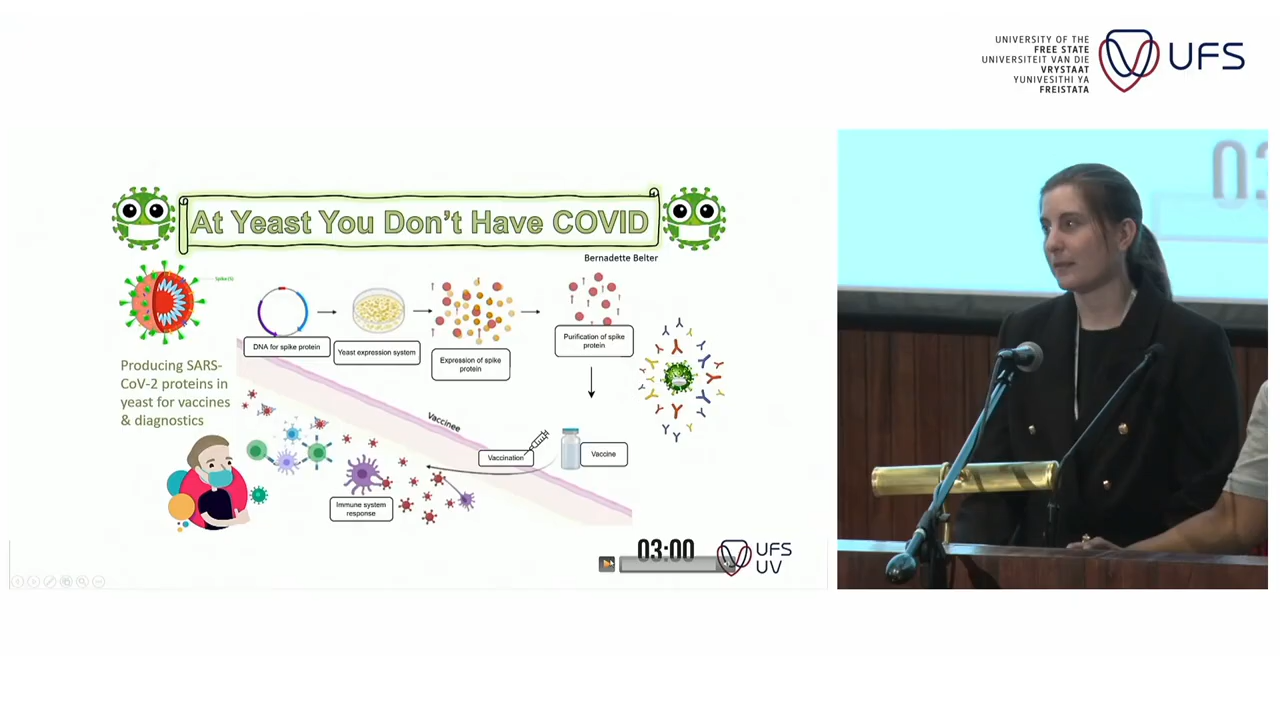 UNIVERSITY OF THE
FREE STATE
UNIVERSITEIT VAN DIE
VRYSTAAT
YUNIVESITHI YA
FREISTATA
UFS
03
At Yeast You Don't Have COVID
Bernadette Belter
Spike (S)
DNA for spike protein
Yeast expression system
Expression of spike
protein
Purification of spike
protein
Producing SARS-
CoV-2 proteins in
yeast for vaccines
& diagnostics
Vaccinee
Vaccination
Vaccine
Immune system
response
03:00
UFS
UV